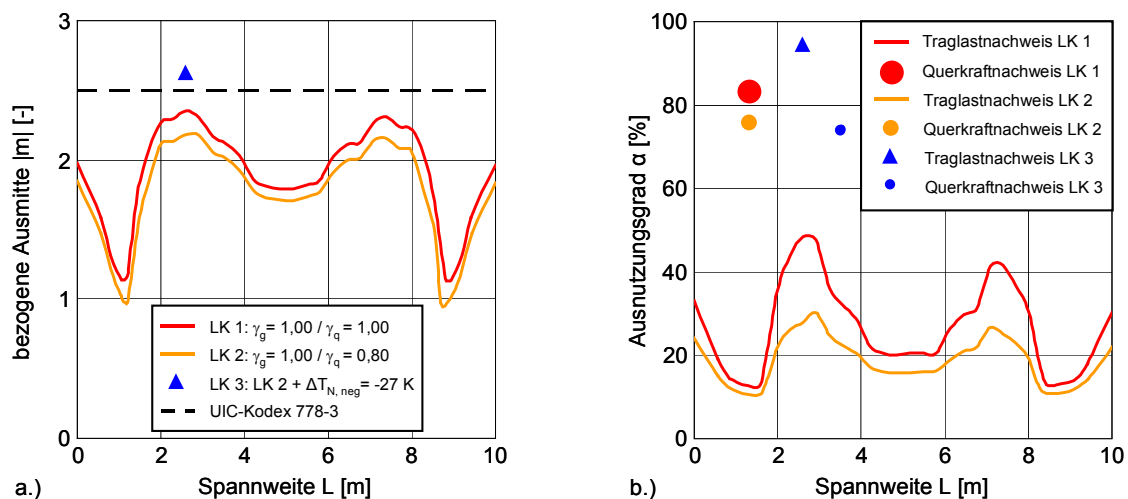 3
2
1
0
bezogene Ausmitte |m| [-]
LK 1: γg= 1,00 / γq = 1,00
LK 2: γg= 1,00 / γq = 0,80
LK 3: LK 2 + ΔTN, neg= -27 K
UIC-Kodex 778-3
0 2 4 6 8 10
a.) Spannweite L [m]
100
80
60
40
20
0
Ausnutzungsgrad α [%]
Traglastnachweis LK 1
Querkraftnachweis LK 1
Traglastnachweis LK 2
Querkraftnachweis LK 2
Traglastnachweis LK 3
Querkraftnachweis LK 3
0 2 4 6 8 10
b.) Spannweite L [m]